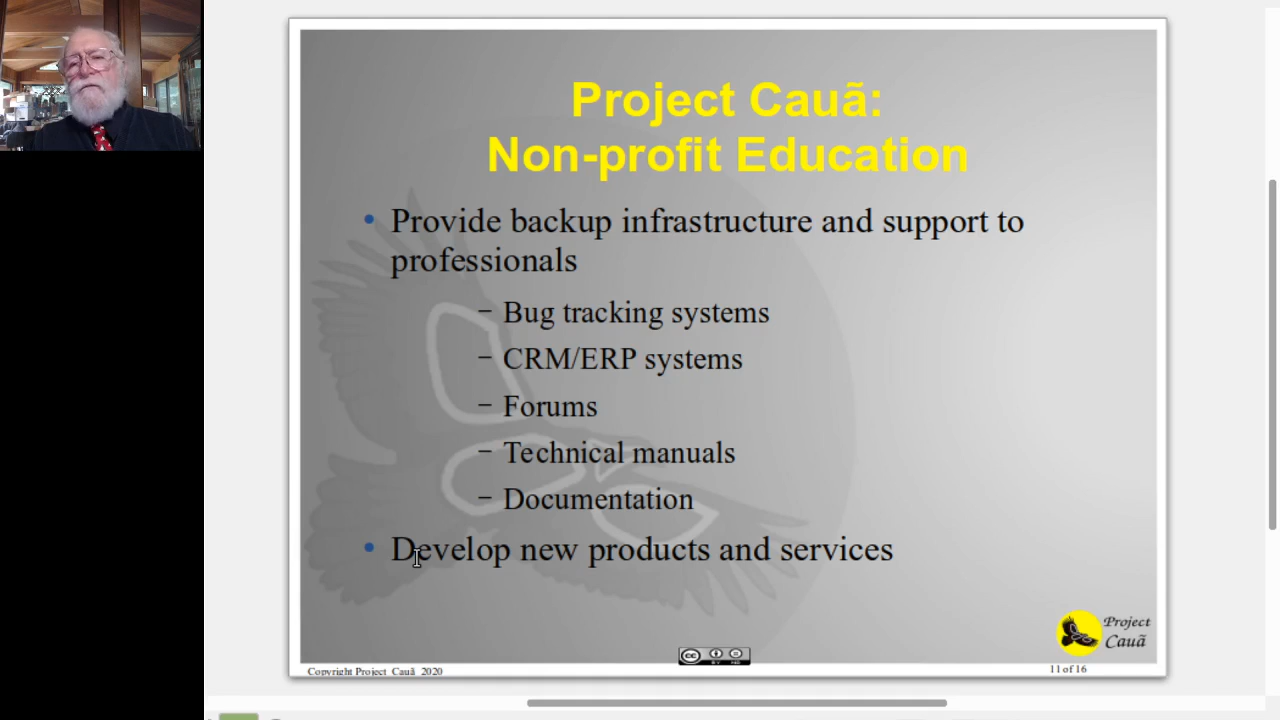 Project Cauã:
Non-profit Education
• Provide backup infrastructure and support to
professionals
– Bug tracking systems
– CRM/ERP systems
– Forums
– Technical manuals
– Documentation
• Develop new products and services
Project
Cauã
cc
Copyright Project Cauã 2020
11 of 16